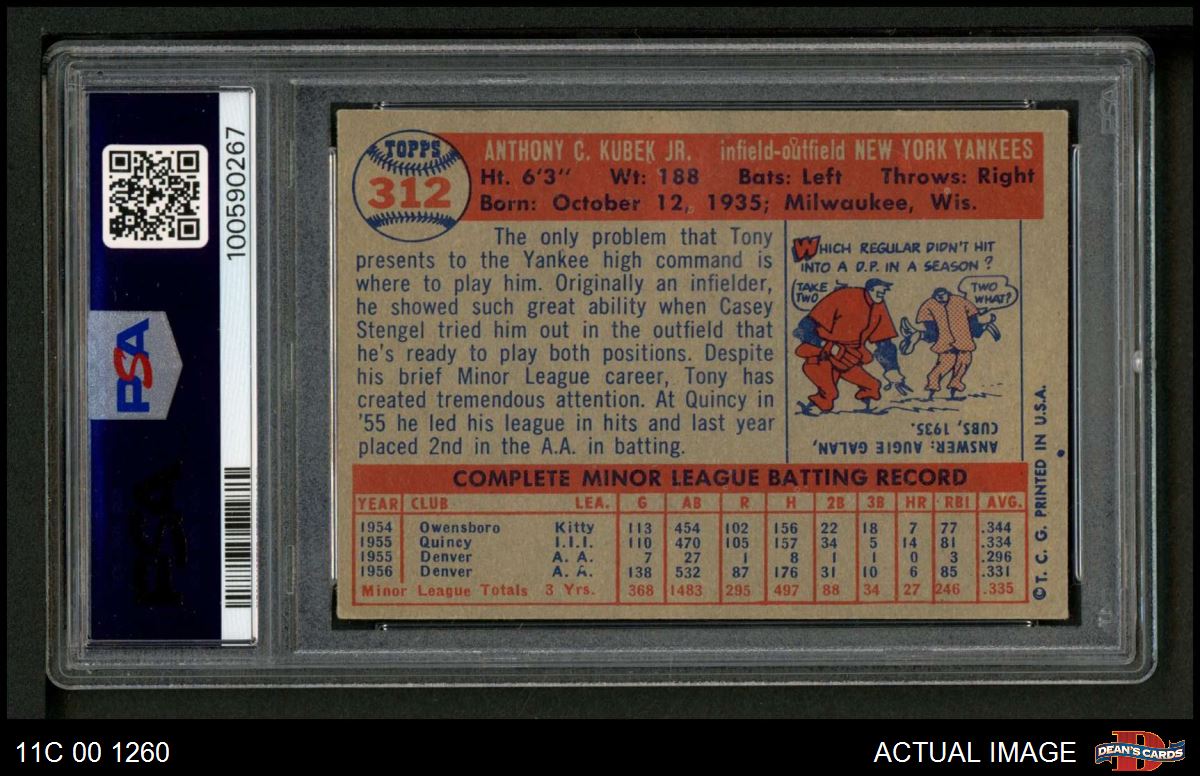 100590267
PSA
PSA
TOPPS
312
ANTHONY C. KUBEK JR. infield-outfield NEW YORK YANKEES
Ht. 6'3" Wt: 188 Bats: Left Throws: Right
Born: October 12, 1935; Milwaukee, Wis.
The only problem that Tony
presents to the Yankee high command is
where to play him. Originally an infielder,
he showed such great ability when Casey
Stengel tried him out in the outfield that
he's ready to play both positions. Despite
his brief Minor League career, Tony has
created tremendous attention. At Quincy in
'55 he led his league in hits and last year
placed 2nd in the A.A. in batting.
WHICH REGULAR DIDN'T HIT
INTO A D.P. IN A SEASON?
TAKE
TWO
TWO
WHAT?
ANSWER: AUGIE GALAN,
CUBS, 1935.
COMPLETE MINOR LEAGUE BATTING RECORD
YEAR CLUB LEA. G AB R H 2B 3B HR RBI AVG.
1954 Owensboro Kitty 113 454 102 156 22 18 7 77 .344
1955 Quincy I.I.I. 110 470 105 157 34 5 14 81 .334
1955 Denver A. A. 7 27 1 8 1 1 0 3 .296
1956 Denver A. A. 138 532 87 176 31 10 6 85 .331
Minor League Totals 3 Yrs. 368 1483 295 497 88 34 27 246 .335
© T. C. G. PRINTED IN U.S.A.
11C 00 1260
ACTUAL IMAGE
DEAN'S CARDS